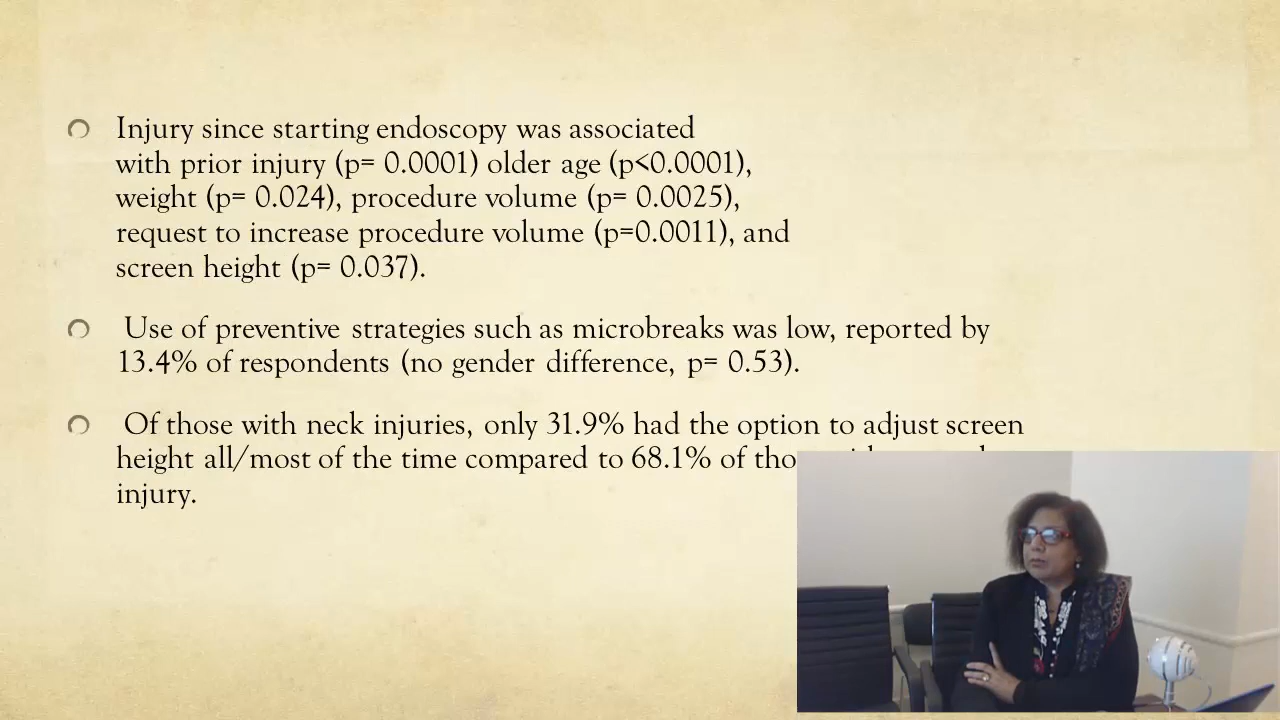 Injury since starting endoscopy was associated
with prior injury (p= 0.0001) older age (p<0.0001),
weight (p= 0.024), procedure volume (p= 0.0025),
request to increase procedure volume (p=0.0011), and
screen height (p= 0.037).
Use of preventive strategies such as microbreaks was low, reported by
13.4% of respondents (no gender difference, p= 0.53).
Of those with neck injuries, only 31.9% had the option to adjust screen
height all/most of the time compared to 68.1% of
injury.